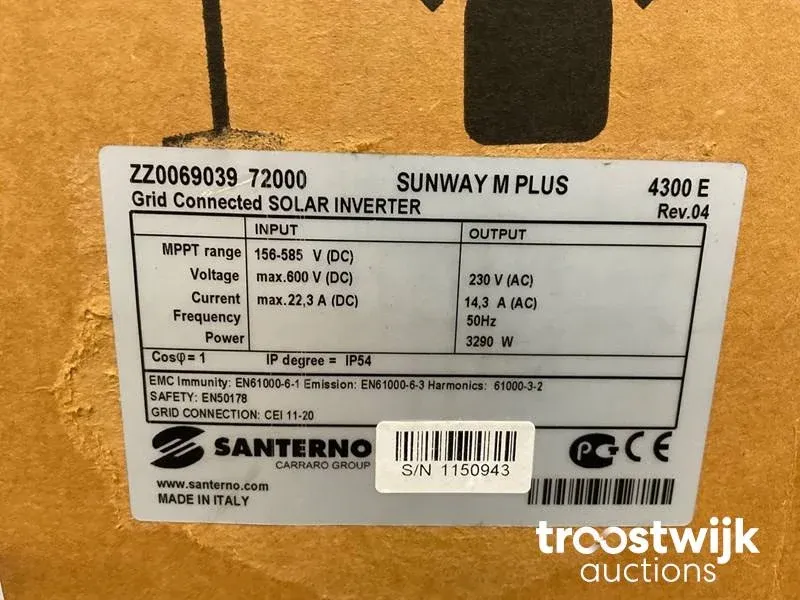 ZZ0069039 72000 SUNWAY M PLUS 4300 E
Grid Connected SOLAR INVERTER Rev.04
INPUT OUTPUT
MPPT range 156-585 V (DC)
Voltage max.600 V (DC) 230 V (AC)
Current max.22,3 A (DC) 14,3 A (AC)
Frequency 50Hz
Power 3290 W
Cosφ = 1 IP degree = IP54
EMC Immunity: EN61000-6-1 Emission: EN61000-6-3 Harmonics: 61000-3-2
SAFETY: EN50178
GRID CONNECTION: CEI 11-20
SANTERNO
CARRARO GROUP
S/N 1150943
PCT CE
www.santerno.com
MADE IN ITALY
troostwijk
auctions